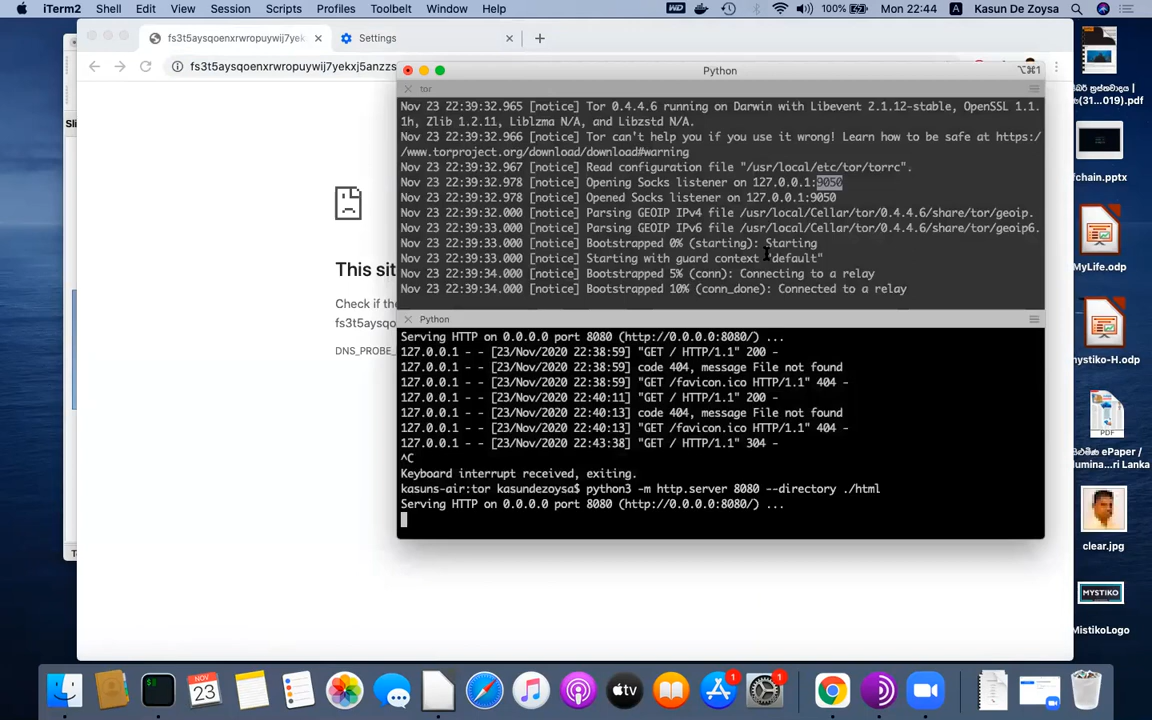 iTerm2 Shell Edit View Session Scripts Profiles Toolbelt Window Help 100% Mon 22:44 A Kasun De Zoysa
fs3t5aysqoenxrwropuywij7yek
Settings
fs3t5aysqoenxrwropuywij7yekxj5anzzs
Python
⌥⌘1
tor
Nov 23 22:39:32.965 [notice] Tor 0.4.4.6 running on Darwin with Libevent 2.1.12-stable, OpenSSL 1.1.
1h, Zlib 1.2.11, Liblzma N/A, and Libzstd N/A.
Nov 23 22:39:32.966 [notice] Tor can't help you if you use it wrong! Learn how to be safe at https:/
/www.torproject.org/download/download#warning
Nov 23 22:39:32.967 [notice] Read configuration file "/usr/local/etc/tor/torrc".
Nov 23 22:39:32.978 [notice] Opening Socks listener on 127.0.0.1:9050
Nov 23 22:39:32.978 [notice] Opened Socks listener on 127.0.0.1:9050
Nov 23 22:39:32.000 [notice] Parsing GEOIP IPv4 file /usr/local/Cellar/tor/0.4.4.6/share/tor/geoip.
Nov 23 22:39:33.000 [notice] Parsing GEOIP IPv6 file /usr/local/Cellar/tor/0.4.4.6/share/tor/geoip6.
Nov 23 22:39:33.000 [notice] Bootstrapped 0% (starting): Starting
Nov 23 22:39:33.000 [notice] Starting with guard context "default"
Nov 23 22:39:34.000 [notice] Bootstrapped 5% (conn): Connecting to a relay
Nov 23 22:39:34.000 [notice] Bootstrapped 10% (conn_done): Connected to a relay
Python
Serving HTTP on 0.0.0.0 port 8080 (http://0.0.0.0:8080/) ...
127.0.0.1 - - [23/Nov/2020 22:38:59] "GET / HTTP/1.1" 200 -
127.0.0.1 - - [23/Nov/2020 22:38:59] code 404, message File not found
127.0.0.1 - - [23/Nov/2020 22:38:59] "GET /favicon.ico HTTP/1.1" 404 -
127.0.0.1 - - [23/Nov/2020 22:40:11] "GET / HTTP/1.1" 200 -
127.0.0.1 - - [23/Nov/2020 22:40:13] code 404, message File not found
127.0.0.1 - - [23/Nov/2020 22:40:13] "GET /favicon.ico HTTP/1.1" 404 -
127.0.0.1 - - [23/Nov/2020 22:43:38] "GET / HTTP/1.1" 304 -
^C
Keyboard interrupt received, exiting.
kasuns-air:tor kasundezoysa$ python3 -m http.server 8080 --directory ./html
Serving HTTP on 0.0.0.0 port 8080 (http://0.0.0.0:8080/) ...
This sit
Check if the
fs3t5aysqo
DNS_PROBE_
Sli
(31...019).pdf
fchain.pptx
MyLife.odp
mystiko-H.odp
PDF
ePaper /
lumina...ri Lanka
clear.jpg
MYSTIKO
MistikoLogo
NOV
23
1
1